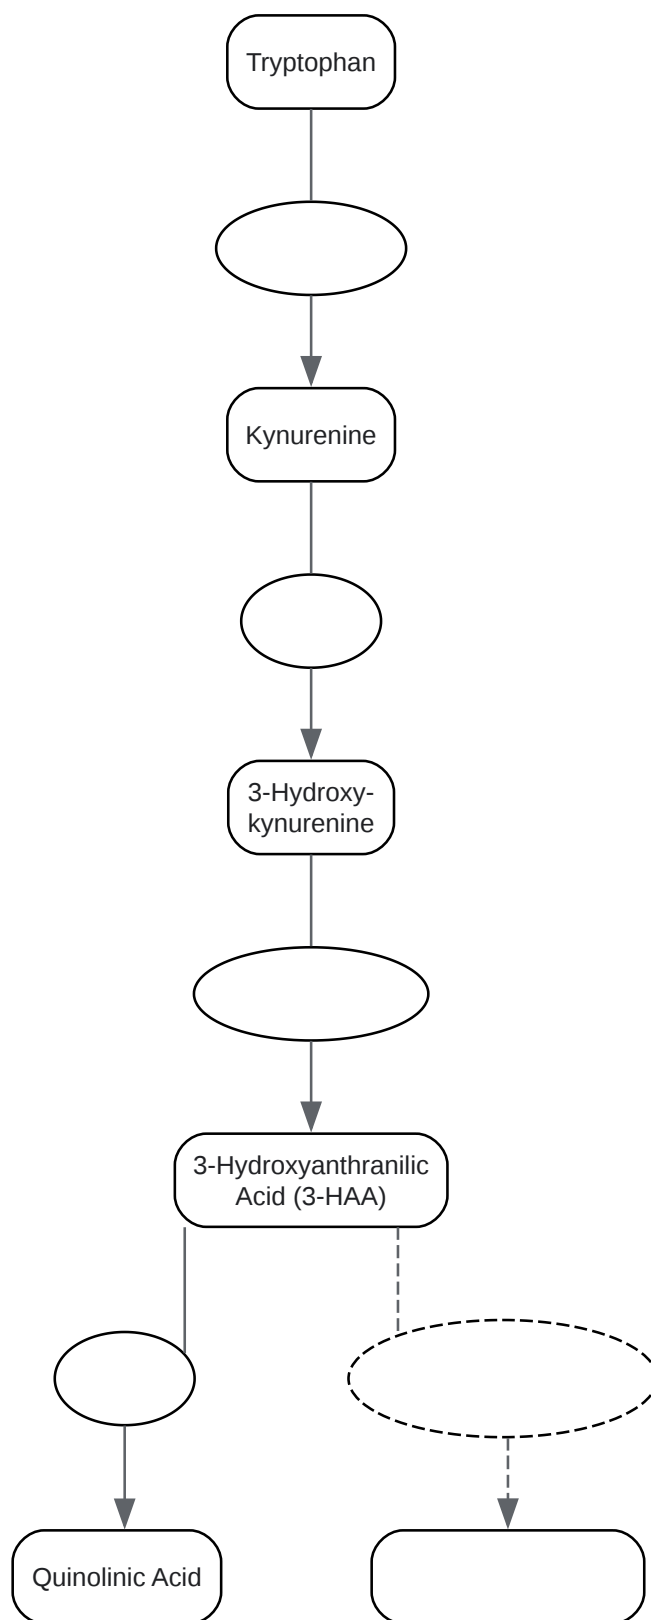 Tryptophan
Kynurenine
3-Hydroxy-
kynurenine
3-Hydroxyanthranilic
Acid (3-HAA)
Quinolinic Acid